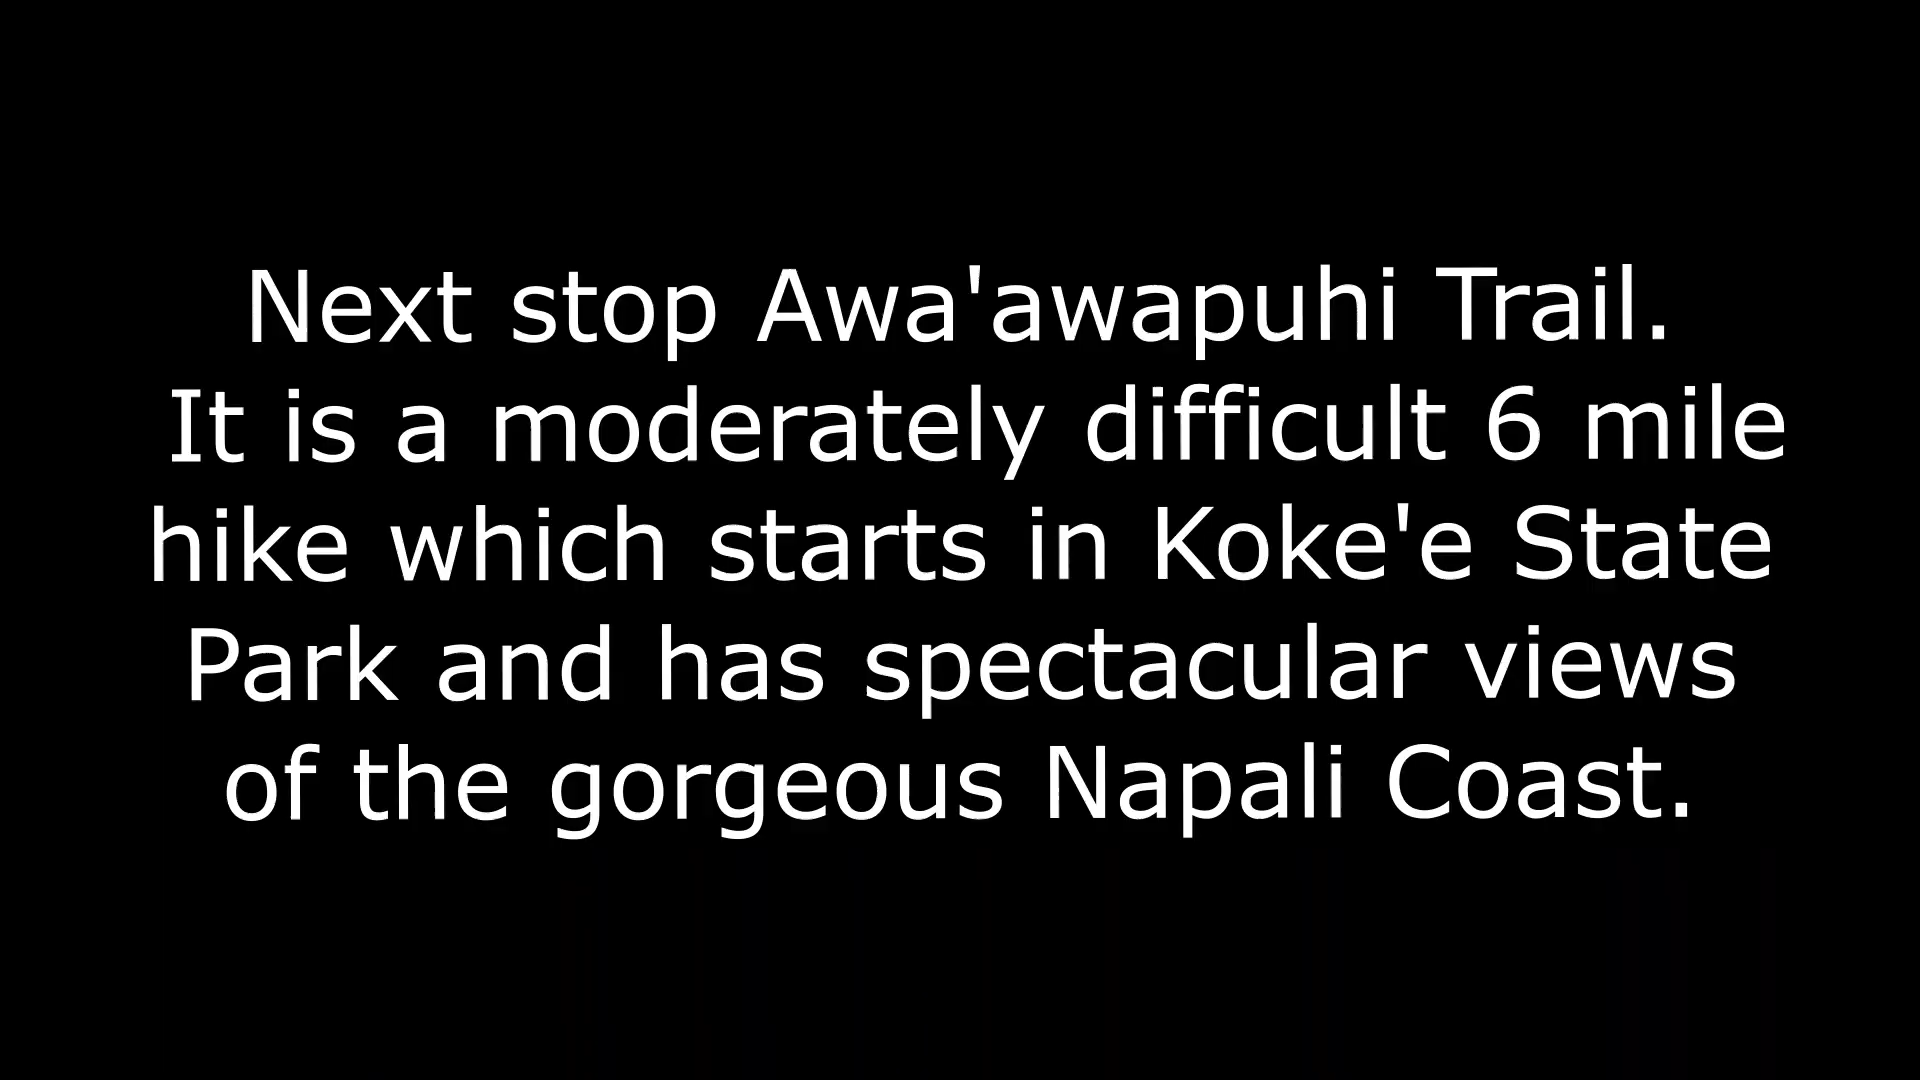 Next stop Awa'awapuhi Trail.
It is a moderately difficult 6 mile
hike which starts in Koke'e State
Park and has spectacular views
of the gorgeous Napali Coast.